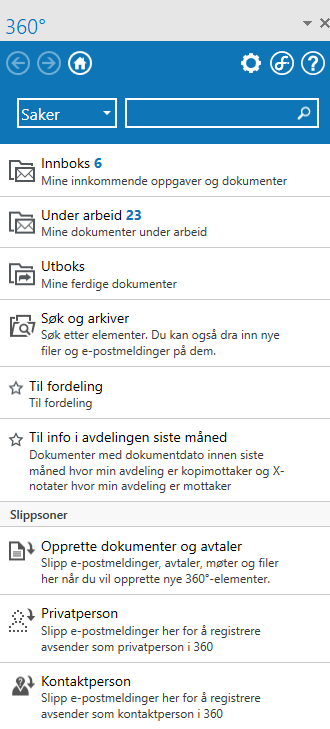 360°
Saker
Innboks 6
Mine innkommende oppgaver og dokumenter
Under arbeid 23
Mine dokumenter under arbeid
Utboks
Mine ferdige dokumenter
Søk og arkiver
Søk etter elementer. Du kan også dra inn nye
filer og e-postmeldinger på dem.
Til fordeling
Til fordeling
Til info i avdelingen siste måned
Dokumenter med dokumentdato innen siste
måned hvor min avdeling er kopimottaker og X-
notater hvor min avdeling er mottaker
Slippsoner
Opprette dokumenter og avtaler
Slipp e-postmeldinger, avtaler, møter og filer
her når du vil opprette nye 360°-elementer.
Privatperson
Slipp e-postmeldinger her for å registrere
avsender som privatperson i 360
Kontaktperson
Slipp e-postmeldinger her for å registrere
avsender som kontaktperson i 360